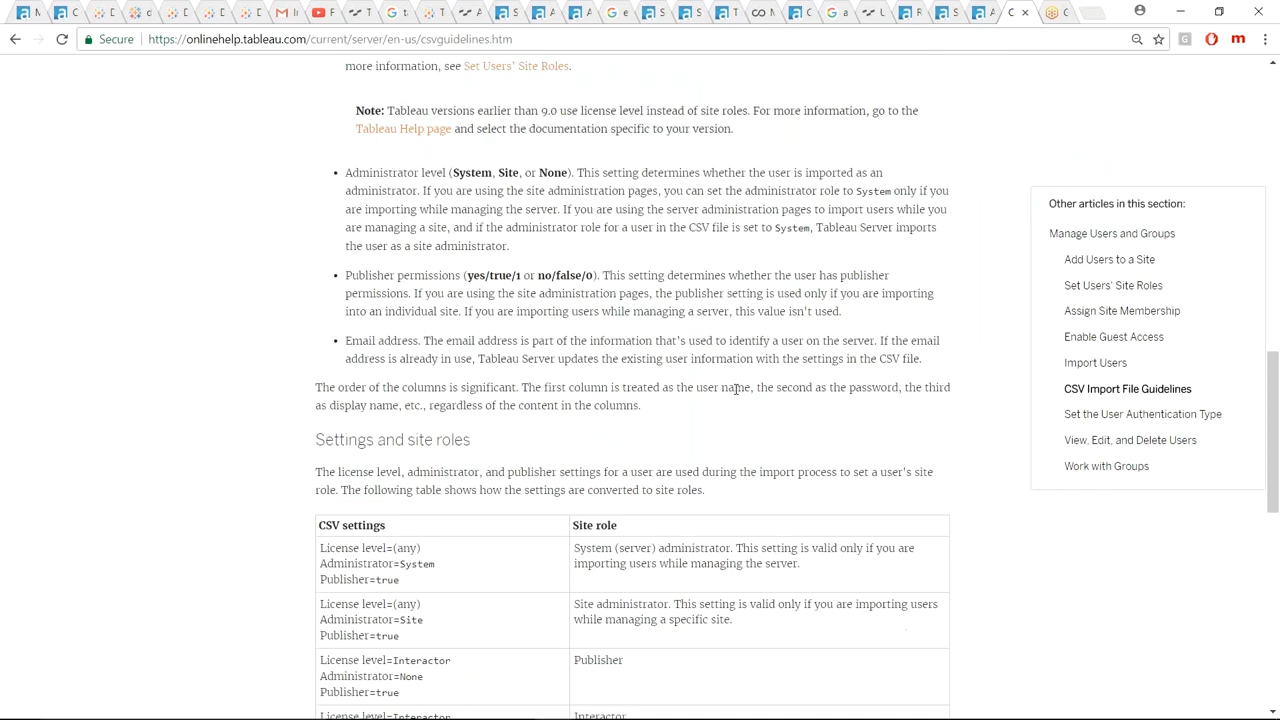 Secure
https://onlinehelp.tableau.com/current/server/en-us/csvguidelines.htm
more information, see Set Users' Site Roles.
Note: Tableau versions earlier than 9.0 use license level instead of site roles. For more information, go to the
Tableau Help page and select the documentation specific to your version.
• Administrator level (System, Site, or None). This setting determines whether the user is imported as an
administrator. If you are using the site administration pages, you can set the administrator role to System only if you
are importing while managing the server. If you are using the server administration pages to import users while you
are managing a site, and if the administrator role for a user in the CSV file is set to System, Tableau Server imports
the user as a site administrator.
• Publisher permissions (yes/true/1 or no/false/0). This setting determines whether the user has publisher
permissions. If you are using the site administration pages, the publisher setting is used only if you are importing
into an individual site. If you are importing users while managing a server, this value isn't used.
• Email address. The email address is part of the information that's used to identify a user on the server. If the email
address is already in use, Tableau Server updates the existing user information with the settings in the CSV file.
The order of the columns is significant. The first column is treated as the user name, the second as the password, the third
as display name, etc., regardless of the content in the columns.
Settings and site roles
The license level, administrator, and publisher settings for a user are used during the import process to set a user's site
role. The following table shows how the settings are converted to site roles.
CSV settings
Site role
License level=(any)
Administrator=System
Publisher=true
System (server) administrator. This setting is valid only if you are
importing users while managing the server.
License level=(any)
Administrator=Site
Publisher=true
Site administrator. This setting is valid only if you are importing users
while managing a specific site.
License level=Interactor
Administrator=None
Publisher=true
Publisher
License level=Interactor
Interactor
Other articles in this section:
Manage Users and Groups
Add Users to a Site
Set Users' Site Roles
Assign Site Membership
Enable Guest Access
Import Users
CSV Import File Guidelines
Set the User Authentication Type
View, Edit, and Delete Users
Work with Groups